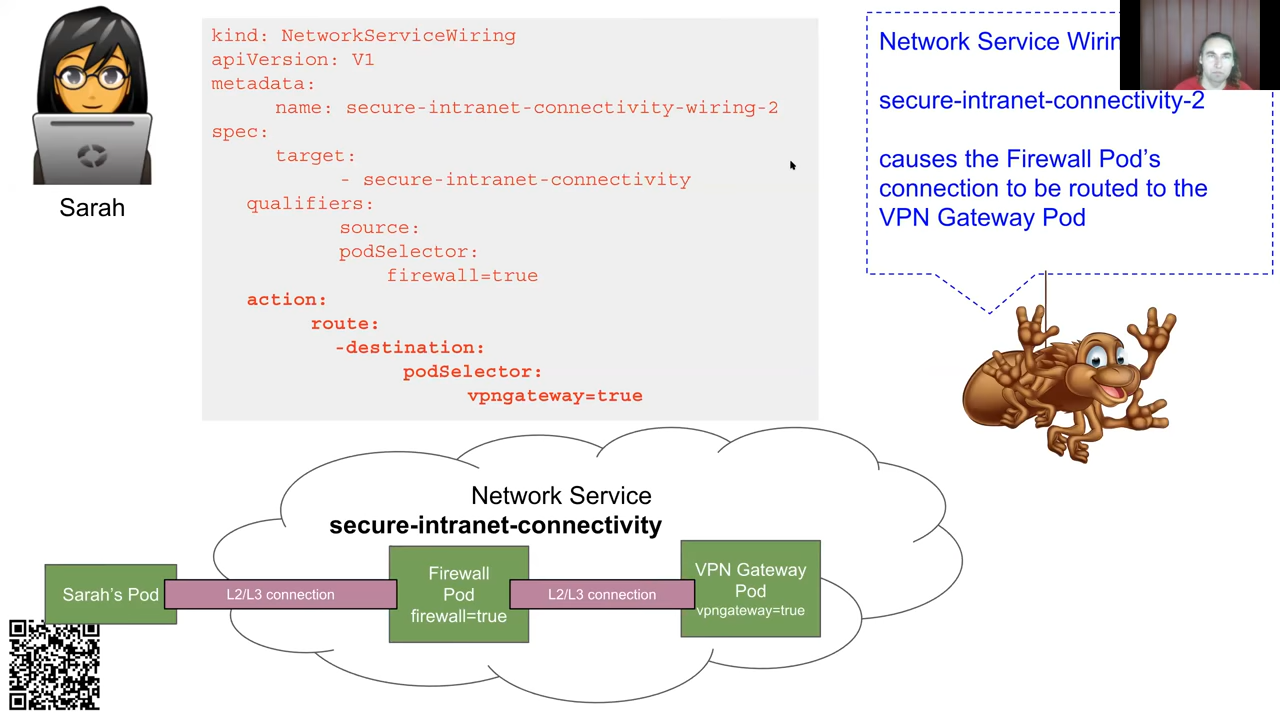 Sarah
kind: NetworkServiceWiring
apiVersion: V1
metadata:
name: secure-intranet-connectivity-wiring-2
spec:
target:
- secure-intranet-connectivity
qualifiers:
source:
podSelector:
firewall=true
action:
route:
-destination:
podSelector:
vpngateway=true
Network Service
secure-intranet-connectivity-2
causes the Firewall Pod’s
connection to be routed to the
VPN Gateway Pod
Network Service
secure-intranet-connectivity
Sarah’s Pod
L2/L3 connection
Firewall
Pod
firewall=true
L2/L3 connection
VPN Gateway
Pod
vpngateway=true